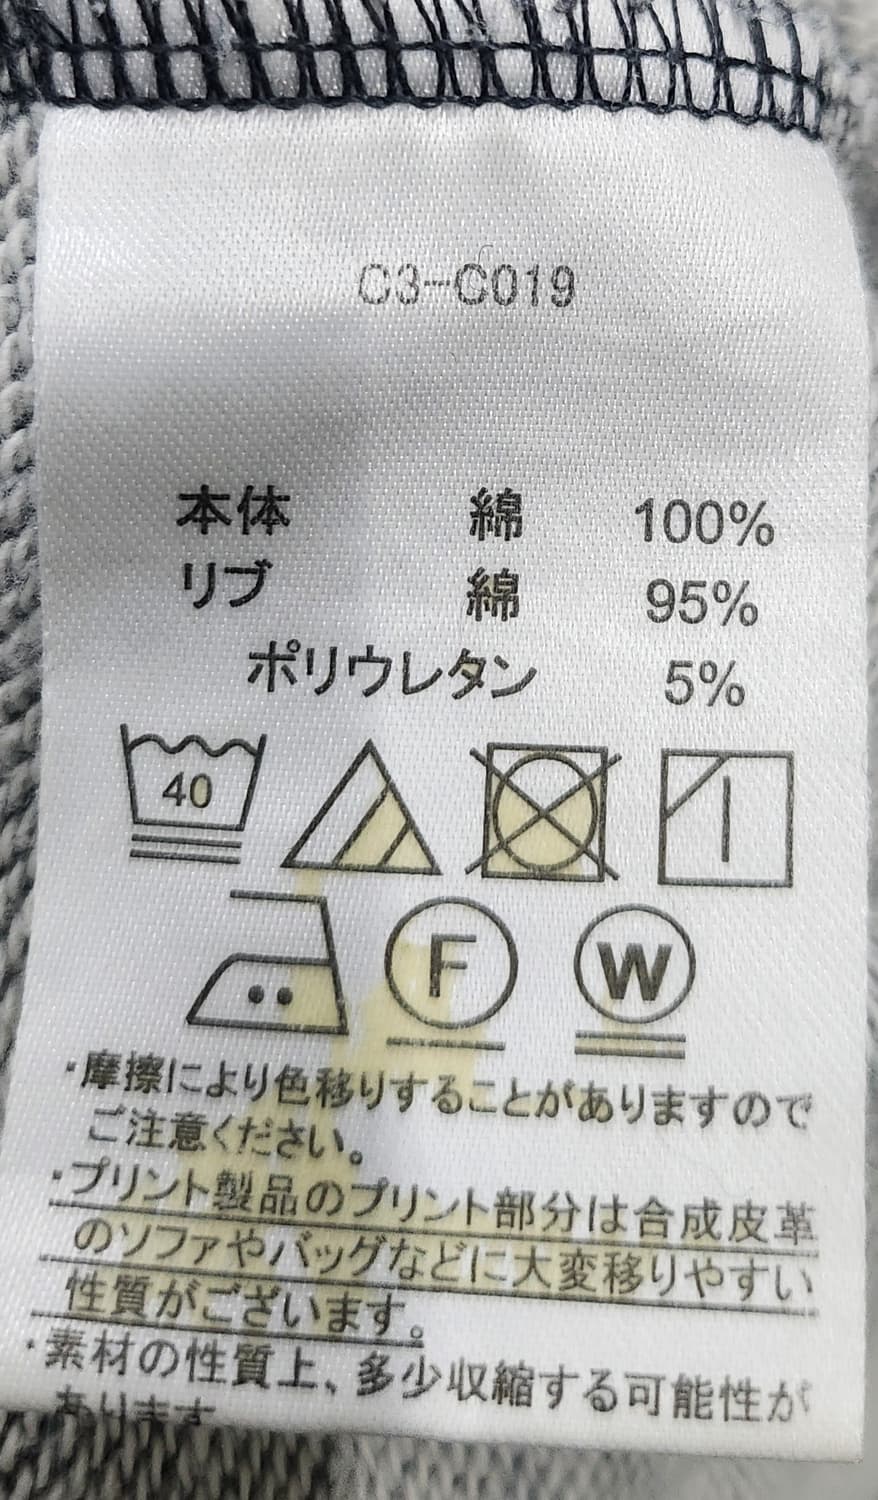 C3-C019
本体 綿 100%
リブ 綿 95%
ポリウレタン 5%
40
F W
・摩擦により色移りすることがありますので
ご注意ください。
・プリント製品のプリント部分は合成皮革
のソファやバッグなどに大変移りやすい
性質がございます。
・素材の性質上、多少収縮する可能性が
あります